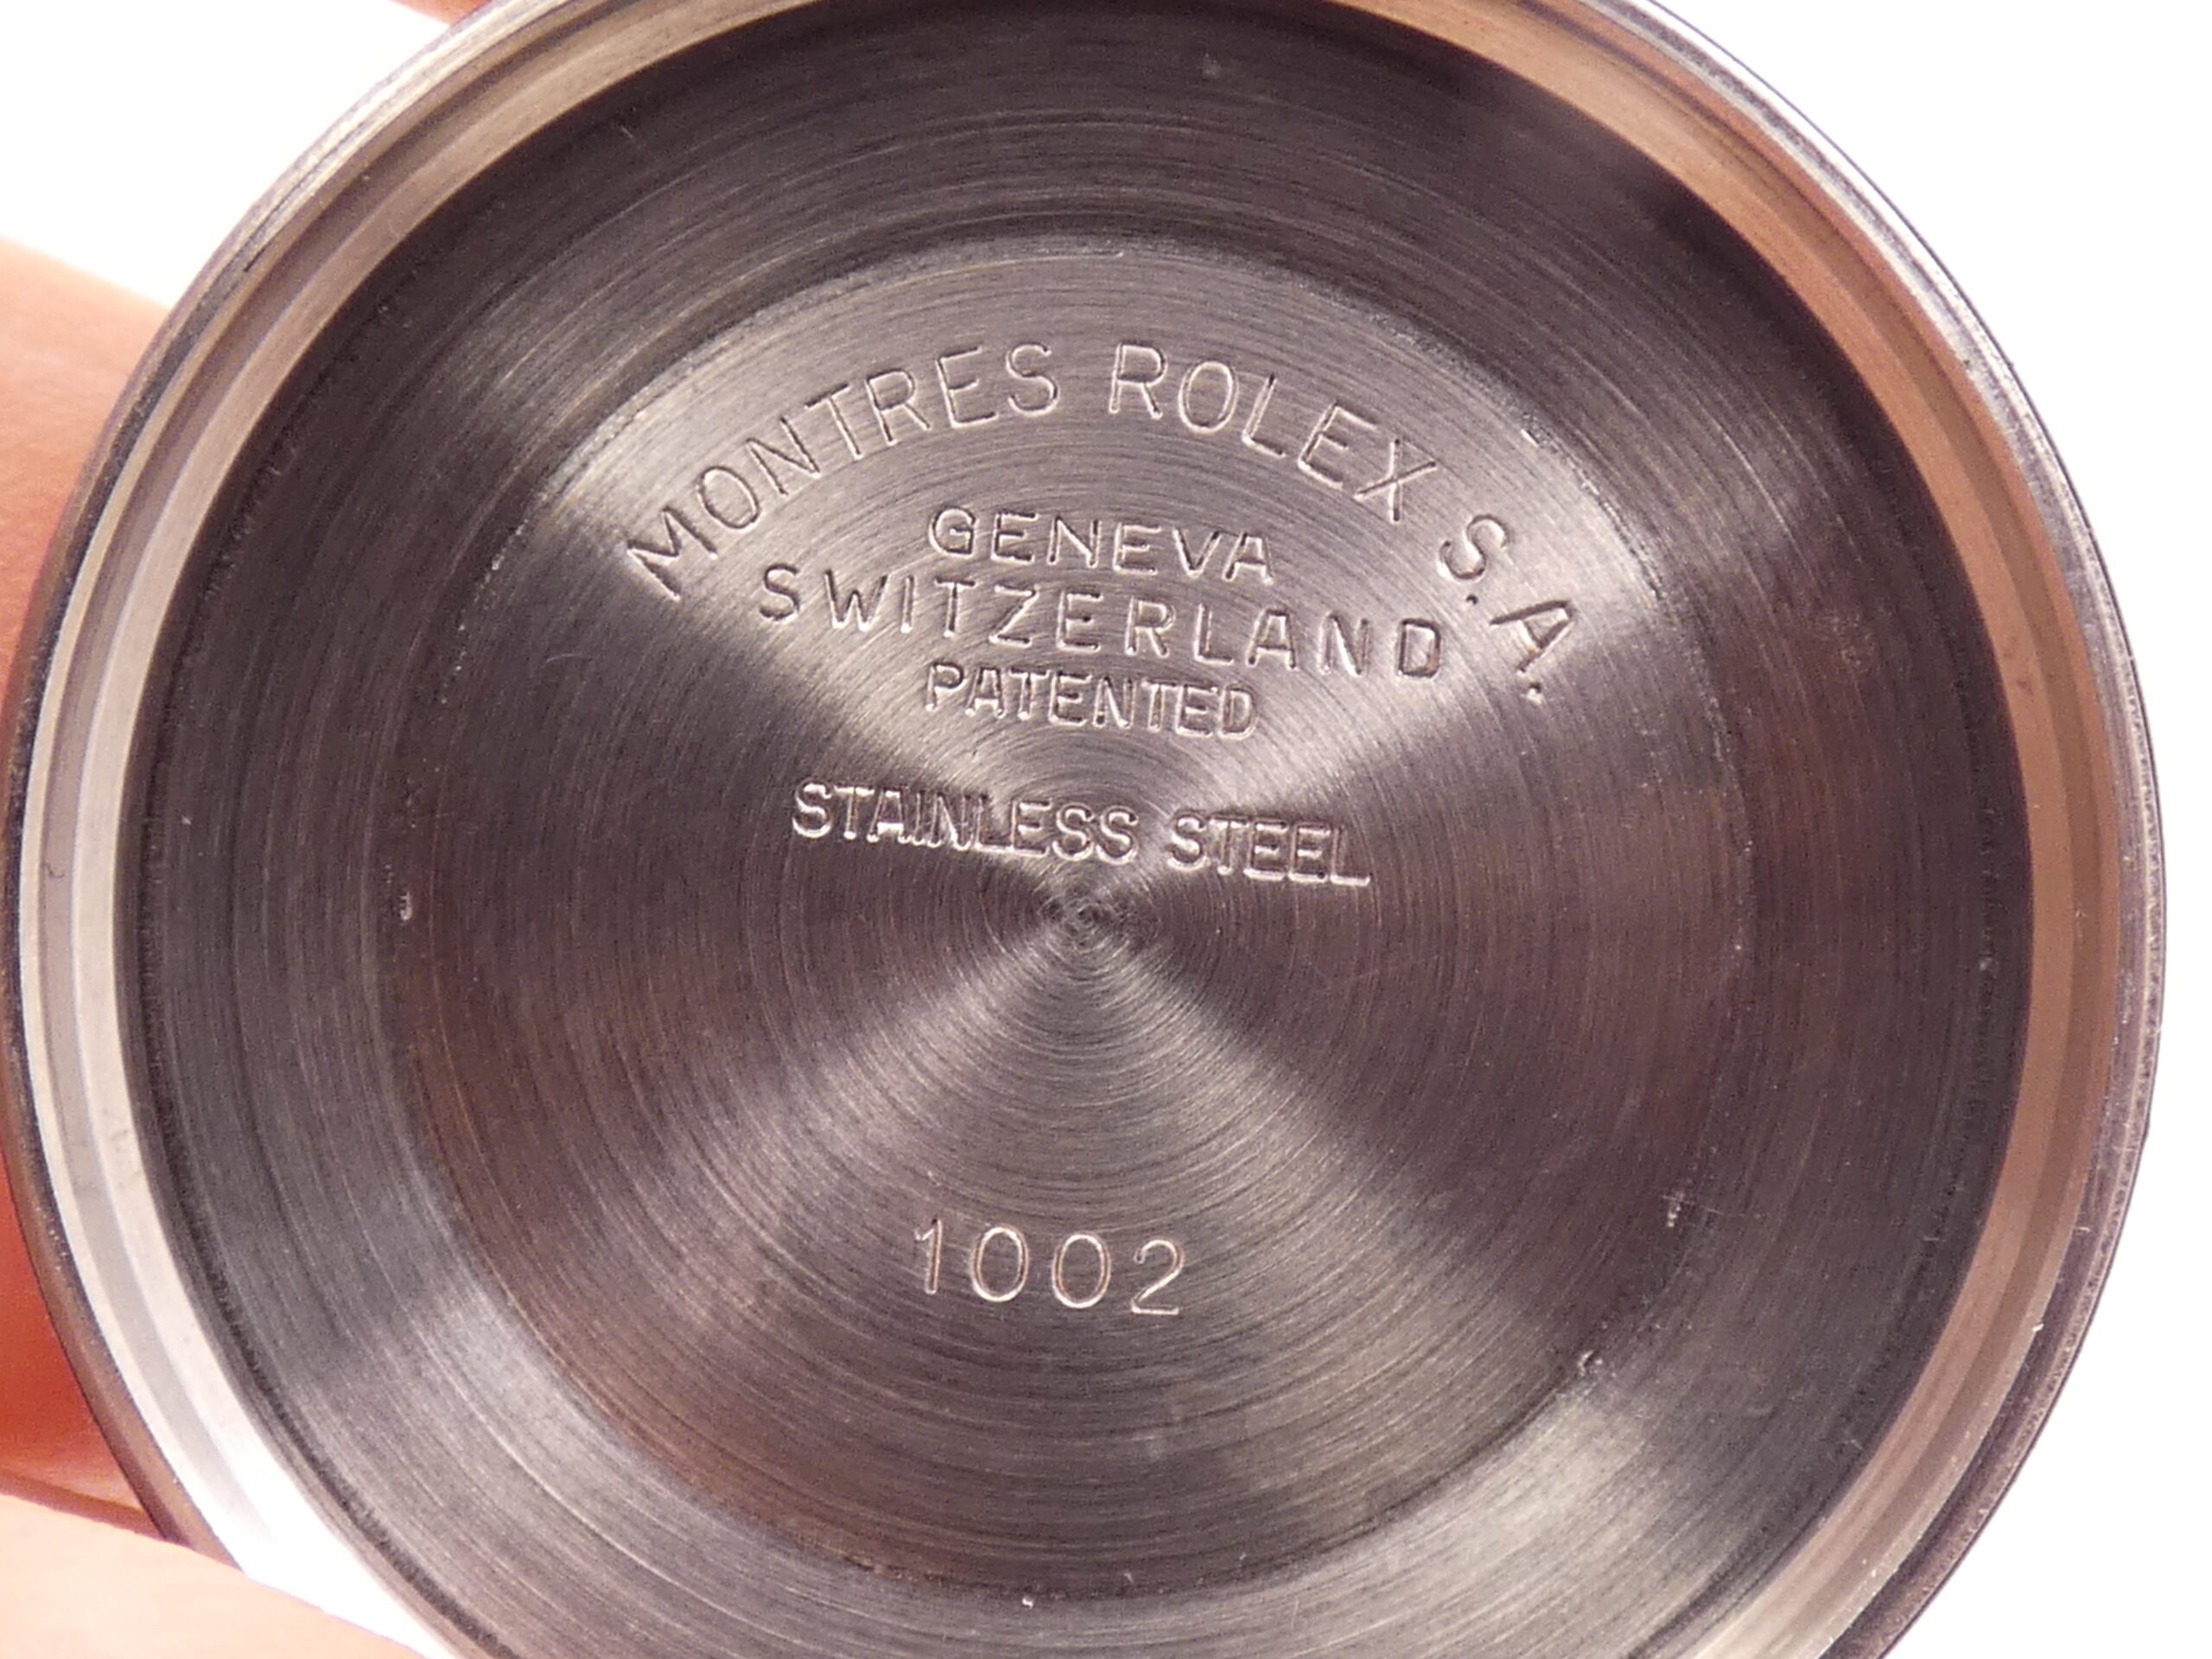 MONTRES ROLEX S.A.
GENEVA
SWITZERLAND
PATENTED
STAINLESS STEEL
1002